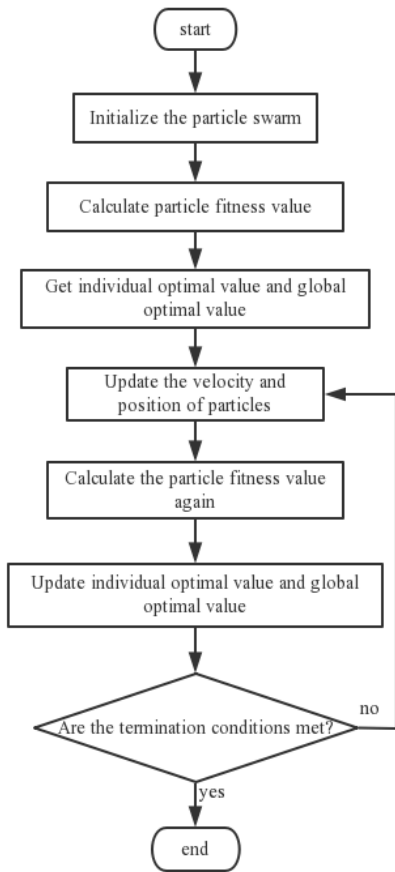 start
Initialize the particle swarm
Calculate particle fitness value
Get individual optimal value and global
optimal value
Update the velocity and
position of particles
Calculate the particle fitness value
again
Update individual optimal value and global
optimal value
Are the termination conditions met?
no
yes
end